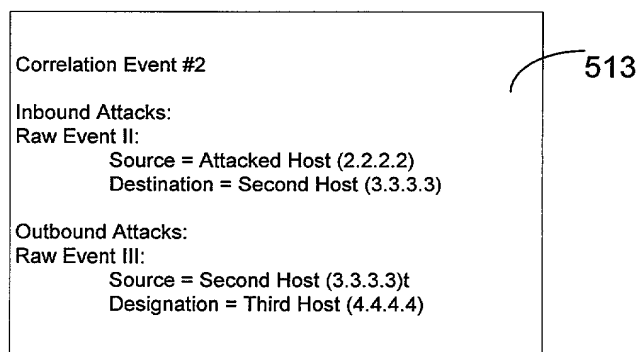 Correlation Event #2
513
Inbound Attacks:
Raw Event II:
Source = Attacked Host (2.2.2.2)
Destination = Second Host (3.3.3.3)
Outbound Attacks:
Raw Event III:
Source = Second Host (3.3.3.3)t
Designation = Third Host (4.4.4.4)